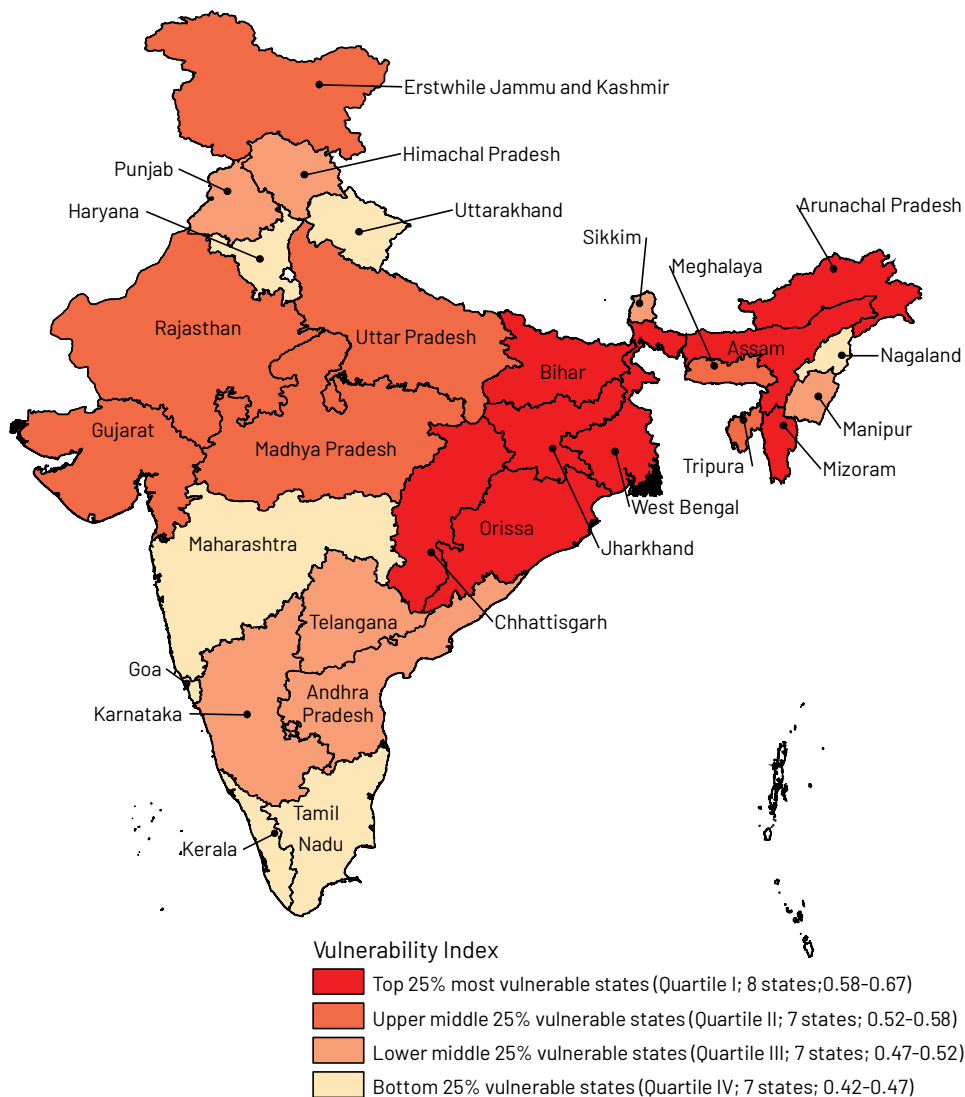 Erstwhile Jammu and Kashmir
Himachal Pradesh
Punjab
Haryana
Uttarakhand
Arunachal Pradesh
Sikkim
Meghalaya
Rajasthan
Uttar Pradesh
Assam
Nagaland
Bihar
Gujarat
Madhya Pradesh
Manipur
Tripura
Mizoram
West Bengal
Orissa
Maharashtra
Jharkhand
Telangana
Chhattisgarh
Goa
Andhra
Pradesh
Karnataka
Tamil
Nadu
Kerala
Vulnerability Index
Top 25% most vulnerable states (Quartile I; 8 states;0.58-0.67)
Upper middle 25% vulnerable states (Quartile II; 7 states; 0.52-0.58)
Lower middle 25% vulnerable states (Quartile III; 7 states; 0.47-0.52)
Bottom 25% vulnerable states (Quartile IV; 7 states; 0.42-0.47)